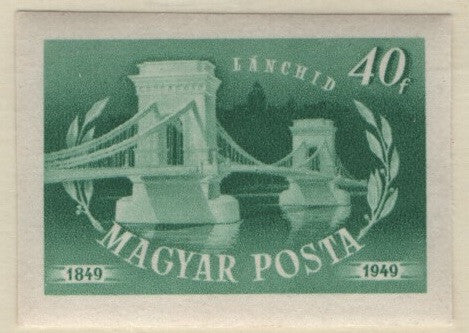 LÁNCHID
40f
MAGYAR POSTA
1849
1949